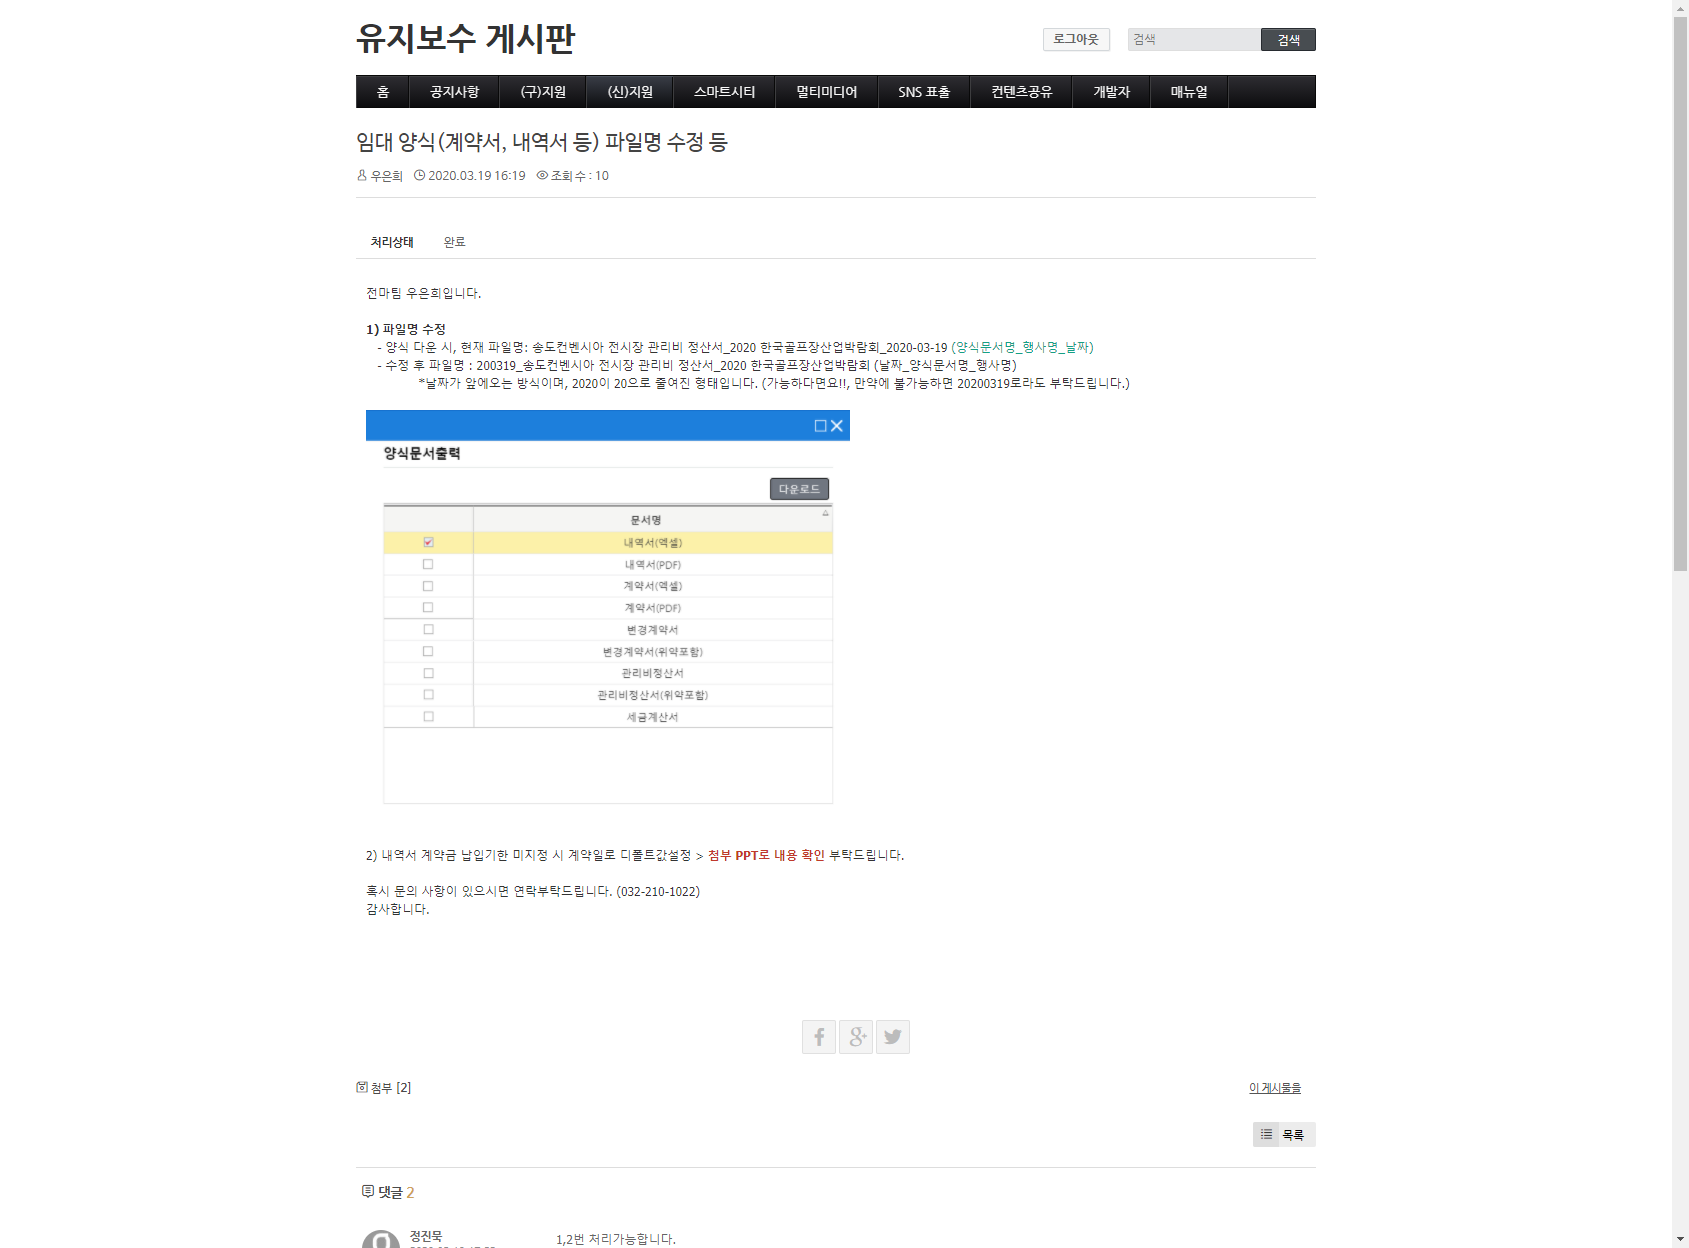 유지보수 게시판
로그아웃
검색
검색
홈 공지사항 (구)지원 (신)지원 스마트시티 멀티미디어 SNS 표출 컨텐츠공유 개발자 매뉴얼
임대 양식(계약서, 내역서 등) 파일명 수정 등
우은희 2020.03.19 16:19 조회 수 : 10
처리상태 완료
전마팀 우은희입니다.
1) 파일명 수정
- 양식 다운 시, 현재 파일명: 송도컨벤시아 전시장 관리비 정산서_2020 한국골프장산업박람회_2020-03-19 (양식문서명_행사명_날짜)
- 수정 후 파일명 : 200319_송도컨벤시아 전시장 관리비 정산서_2020 한국골프장산업박람회 (날짜_양식문서명_행사명)
*날짜가 앞에오는 방식이며, 2020이 20으로 줄여진 형태입니다. (가능하다면요!!, 만약에 불가능하면 20200319로라도 부탁드립니다.)
양식문서출력
다운로드
문서명
내역서(엑셀)
내역서(PDF)
계약서(엑셀)
계약서(PDF)
변경계약서
변경계약서(위약포함)
관리비정산서
관리비정산서(위약포함)
세금계산서
2) 내역서 계약금 납입기한 미지정 시 계약일로 디폴트값설정 > 첨부 PPT로 내용 확인 부탁드립니다.
혹시 문의 사항이 있으시면 연락부탁드립니다. (032-210-1022)
감사합니다.
첨부 [2]
이 게시물을
목록
댓글 2
정진묵
1,2번 처리가능합니다.